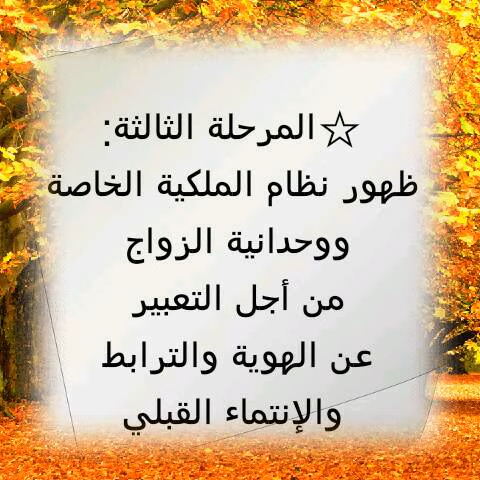 ☆المرحلة الثالثة:
ظهور نظام الملكية الخاصة
ووحدانية الزواج
من أجل التعبير
عن الهوية والترابط
والإنتماء القبلي